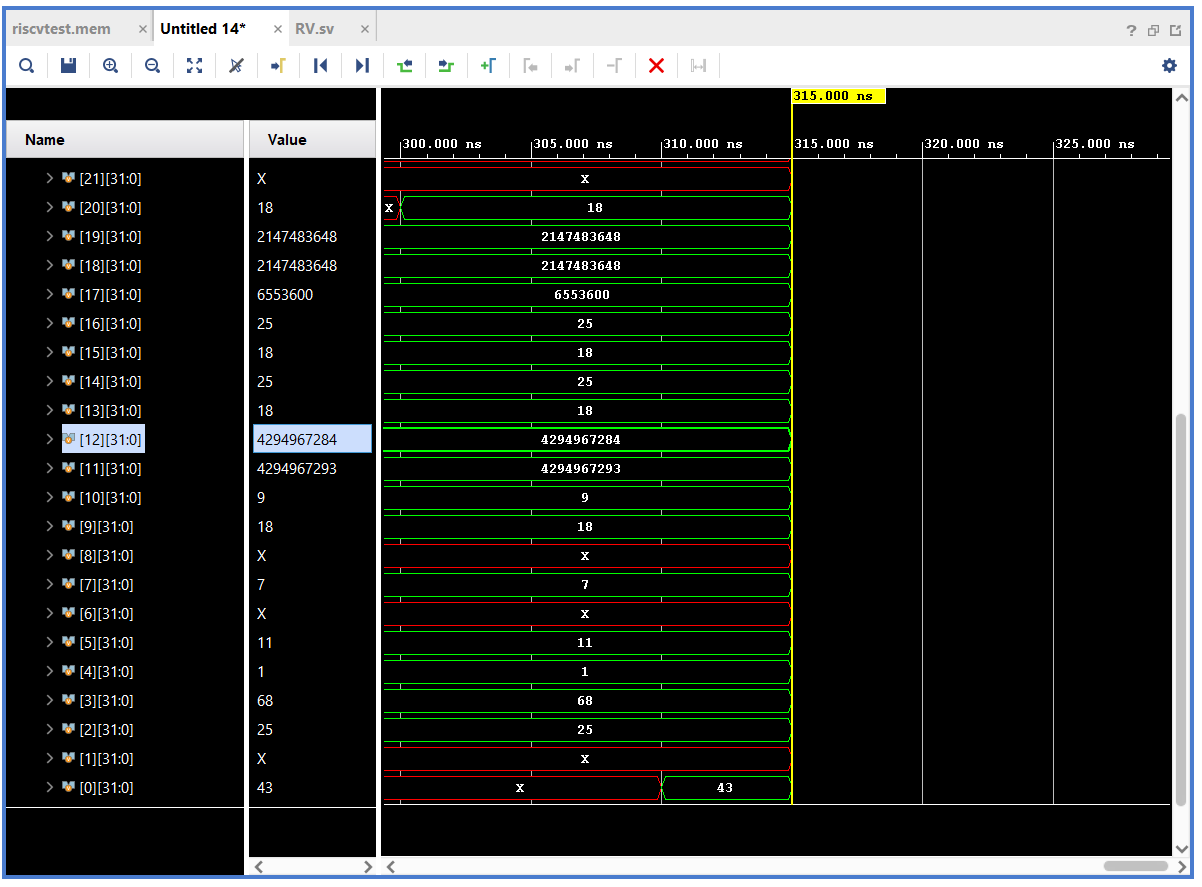 riscvtest.mem × Untitled 14* × RV.sv ×
?
315.000 ns
Name Value 300.000 ns 305.000 ns 310.000 ns 315.000 ns 320.000 ns 325.000 ns
[21][31:0] X X
[20][31:0] 18 X 18
[19][31:0] 2147483648 2147483648
[18][31:0] 2147483648 2147483648
[17][31:0] 6553600 6553600
[16][31:0] 25 25
[15][31:0] 18 18
[14][31:0] 25 25
[13][31:0] 18 18
[12][31:0] 4294967284 4294967284
[11][31:0] 4294967293 4294967293
[10][31:0] 9 9
[9][31:0] 18 18
[8][31:0] X X
[7][31:0] 7 7
[6][31:0] X X
[5][31:0] 11 11
[4][31:0] 1 1
[3][31:0] 68 68
[2][31:0] 25 25
[1][31:0] X X
[0][31:0] 43 X 43